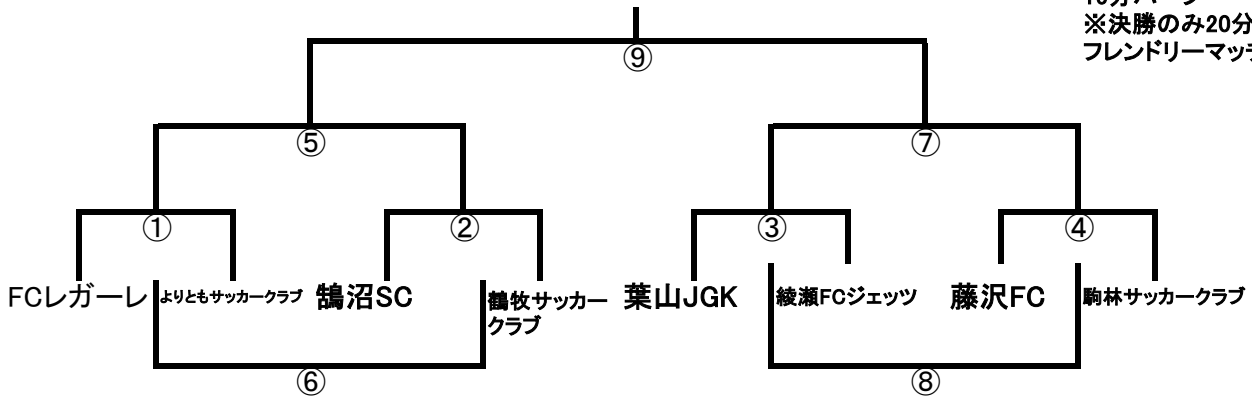 ※決勝のみ20分
フレンドリーマッチ
⑨
⑤
⑦
①
②
③
④
FCレガーレ
よりともサッカークラブ
鵠沼SC
鶴牧サッカー
クラブ
葉山JGK
綾瀬FCジェッツ
藤沢FC
駒林サッカークラブ
⑥
⑧